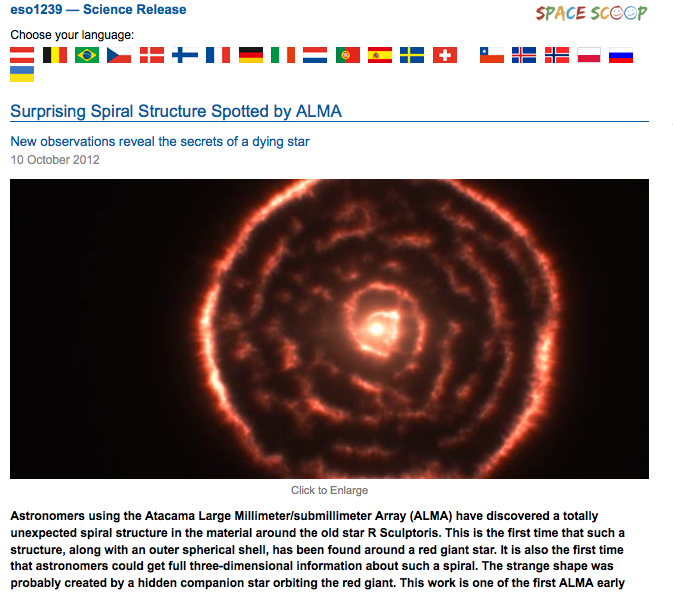 eso1239 — Science Release
SPACE SCOOP
Choose your language:
Surprising Spiral Structure Spotted by ALMA
New observations reveal the secrets of a dying star
10 October 2012
Click to Enlarge
Astronomers using the Atacama Large Millimeter/submillimeter Array (ALMA) have discovered a totally
unexpected spiral structure in the material around the old star R Sculptoris. This is the first time that such a
structure, along with an outer spherical shell, has been found around a red giant star. It is also the first time
that astronomers could get full three-dimensional information about such a spiral. The strange shape was
probably created by a hidden companion star orbiting the red giant. This work is one of the first ALMA early